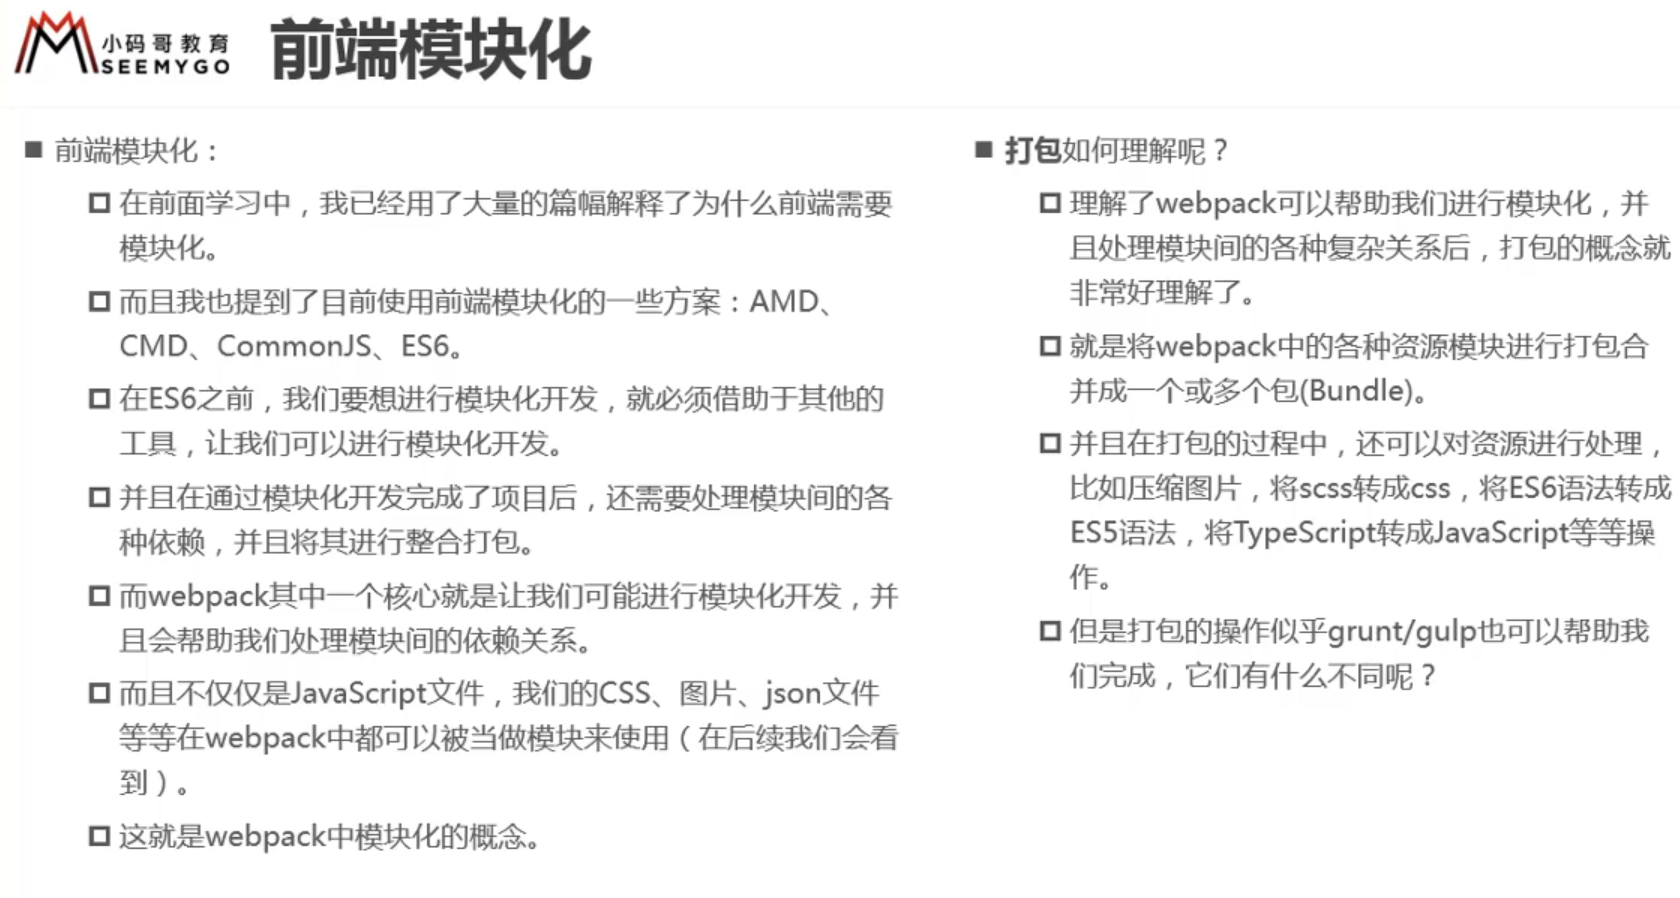 小码哥教育
SEEMYGO
前端模块化
前端模块化：
在前面学习中，我已经用了大量的篇幅解释了为什么前端需要
模块化。
而且我也提到了目前使用前端模块化的一些方案：AMD、
CMD、CommonJS、ES6。
在ES6之前，我们要想进行模块化开发，就必须借助于其他的
工具，让我们可以进行模块化开发。
并且在通过模块化开发完成了项目后，还需要处理模块间的各
种依赖，并且将其进行整合打包。
而webpack其中一个核心就是让我们可能进行模块化开发，并
且会帮助我们处理模块间的依赖关系。
而且不仅仅是JavaScript文件，我们的CSS、图片、json文件
等等在webpack中都可以被当做模块来使用（在后续我们会看
到）。
这就是webpack中模块化的概念。
打包如何理解呢？
理解了webpack可以帮助我们进行模块化，并
且处理模块间的各种复杂关系后，打包的概念就
非常好理解了。
就是将webpack中的各种资源模块进行打包合
并成一个或多个包(Bundle)。
并且在打包的过程中，还可以对资源进行处理，
比如压缩图片，将scss转成css，将ES6语法转成
ES5语法，将TypeScript转成JavaScript等等操
作。
但是打包的操作似乎grunt/gulp也可以帮助我
们完成，它们有什么不同呢？